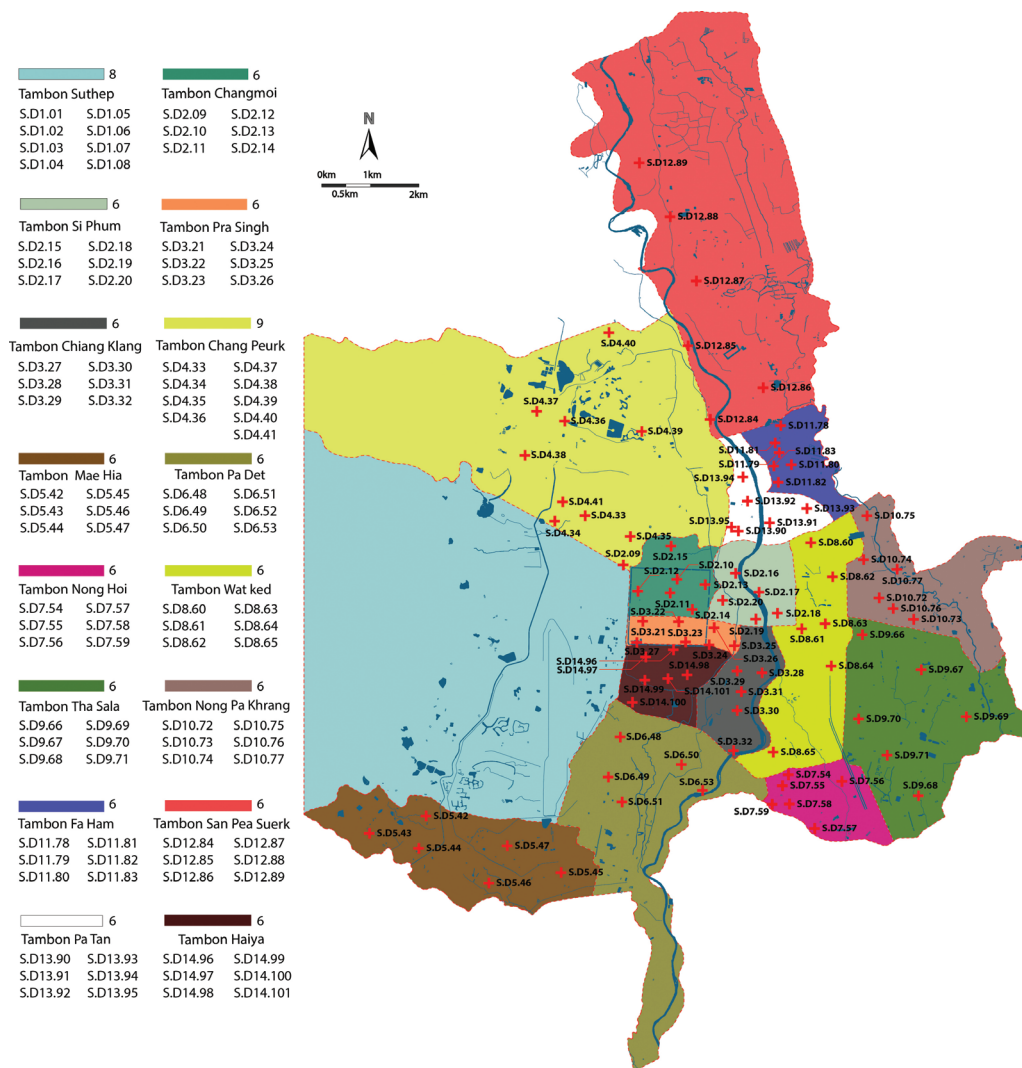 8
6
Tambon Suthep
Tambon Changmoi
S.D1.01 S.D1.05
S.D2.09 S.D2.12
S.D1.02 S.D1.06
S.D2.10 S.D2.13
S.D1.03 S.D1.07
S.D2.11 S.D2.14
S.D1.04 S.D1.08
6
6
Tambon Si Phum
Tambon Pra Singh
S.D2.15 S.D2.18
S.D3.21 S.D3.24
S.D2.16 S.D2.19
S.D3.22 S.D3.25
S.D2.17 S.D2.20
S.D3.23 S.D3.26
6
9
Tambon Chiang Klang
Tambon Chang Peurk
S.D3.27 S.D3.30
S.D4.33 S.D4.37
S.D3.28 S.D3.31
S.D4.34 S.D4.38
S.D3.29 S.D3.32
S.D4.35 S.D4.39
S.D4.36 S.D4.40
S.D4.41
6
6
Tambon Mae Hia
Tambon Pa Det
S.D5.42 S.D5.45
S.D6.48 S.D6.51
S.D5.43 S.D5.46
S.D6.49 S.D6.52
S.D5.44 S.D5.47
S.D6.50 S.D6.53
6
6
Tambon Nong Hoi
Tambon Wat ked
S.D7.54 S.D7.57
S.D8.60 S.D8.63
S.D7.55 S.D7.58
S.D8.61 S.D8.64
S.D7.56 S.D7.59
S.D8.62 S.D8.65
6
6
Tambon Tha Sala
Tambon Nong Pa Khrang
S.D9.66 S.D9.69
S.D10.72 S.D10.75
S.D9.67 S.D9.70
S.D10.73 S.D10.76
S.D9.68 S.D9.71
S.D10.74 S.D10.77
6
6
Tambon Fa Ham
Tambon San Pea Suerk
S.D11.78 S.D11.81
S.D12.84 S.D12.87
S.D11.79 S.D11.82
S.D12.85 S.D12.88
S.D11.80 S.D11.83
S.D12.86 S.D12.89
6
6
Tambon Pa Tan
Tambon Haiya
S.D13.90 S.D13.93
S.D14.96 S.D14.99
S.D13.91 S.D13.94
S.D14.97 S.D14.100
S.D13.92 S.D13.95
S.D14.98 S.D14.101
N
0km 1km
0.5km 2km
S.D12.89
S.D12.88
S.D12.87
S.D4.40
S.D12.85
S.D12.86
S.D4.37
S.D4.36
S.D12.84
S.D4.39
S.D11.78
S.D4.38
S.D11.81
S.D11.83
S.D11.79
S.D11.80
S.D13.94
S.D11.82
S.D4.41
S.D13.92
S.D13.93
S.D4.33
S.D10.75
S.D4.34
S.D13.95
S.D13.91
S.D13.90
S.D4.35
S.D8.60
S.D2.09
S.D2.15
S.D10.74
S.D2.10
S.D2.12
S.D2.16
S.D8.62
S.D10.77
S.D2.13
S.D2.17
S.D10.72
S.D2.11
S.D2.20
S.D10.76
S.D3.22
S.D2.14
S.D2.18
S.D10.73
S.D8.63
S.D3.21
S.D3.23
S.D2.19
S.D8.61
S.D9.66
S.D3.27
S.D3.24
S.D3.25
S.D14.96
S.D3.26
S.D14.97
S.D14.98
S.D3.28
S.D8.64
S.D9.67
S.D3.29
S.D14.99
S.D14.101
S.D3.31
S.D14.100
S.D3.30
S.D9.70
S.D9.69
S.D6.48
S.D3.32
S.D8.65
S.D9.71
S.D6.50
S.D6.49
S.D7.54
S.D7.56
S.D6.53
S.D7.55
S.D9.68
S.D6.51
S.D7.58
S.D7.59
S.D5.42
S.D7.57
S.D5.43
S.D5.44
S.D5.47
S.D5.45
S.D5.46